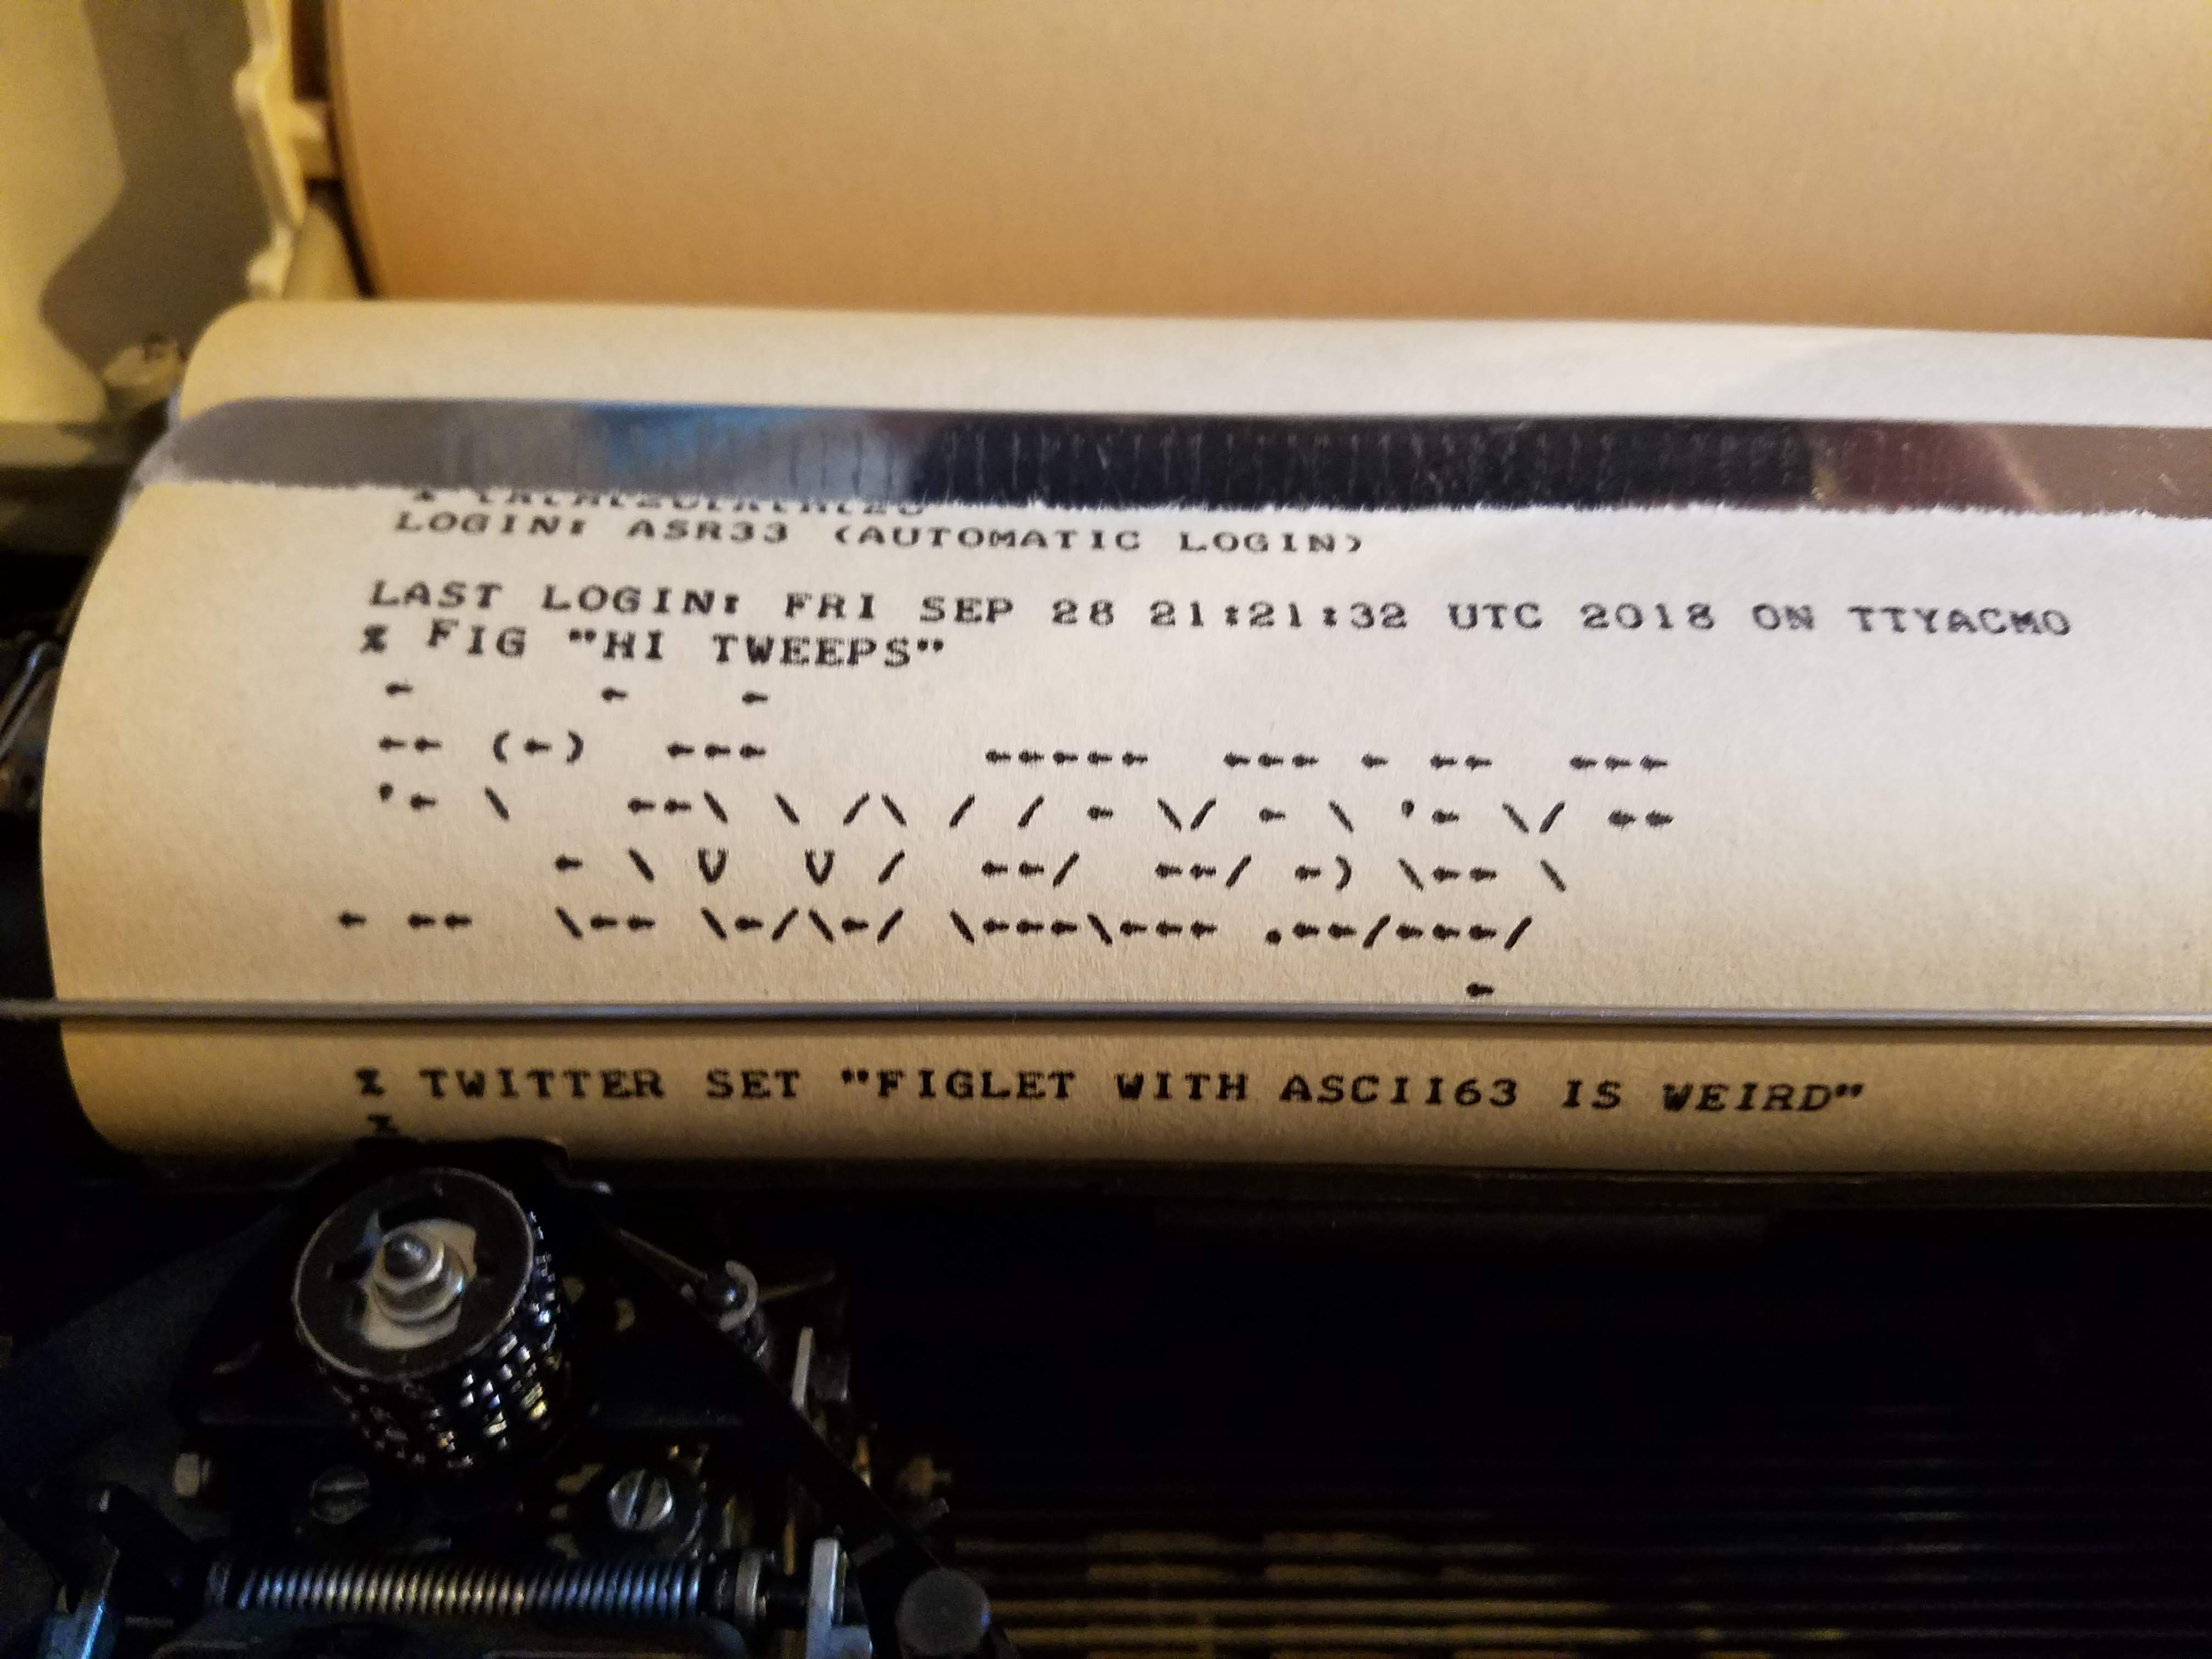 LOGIN: ASR33 (AUTOMATIC LOGIN)
LAST LOGIN: FRI SEP 28 21:21:32 UTC 2018 ON TTYACM0
% FIG "HI TWEEPS"
←      ←    ←
←← (←)  ←←←       ←←←←←  ←←← ← ←←  ←←←
'← \   ←←\ \ /\ / / ← \/ ← \ '← \/ ←←
← \ V  V /  ←←/  ←←/ ←) \←← \
← ←←  \←← \←/\←/ \←←←\←←← .←←/←←←/
←
% TWITTER SET "FIGLET WITH ASCII63 IS WEIRD"
%